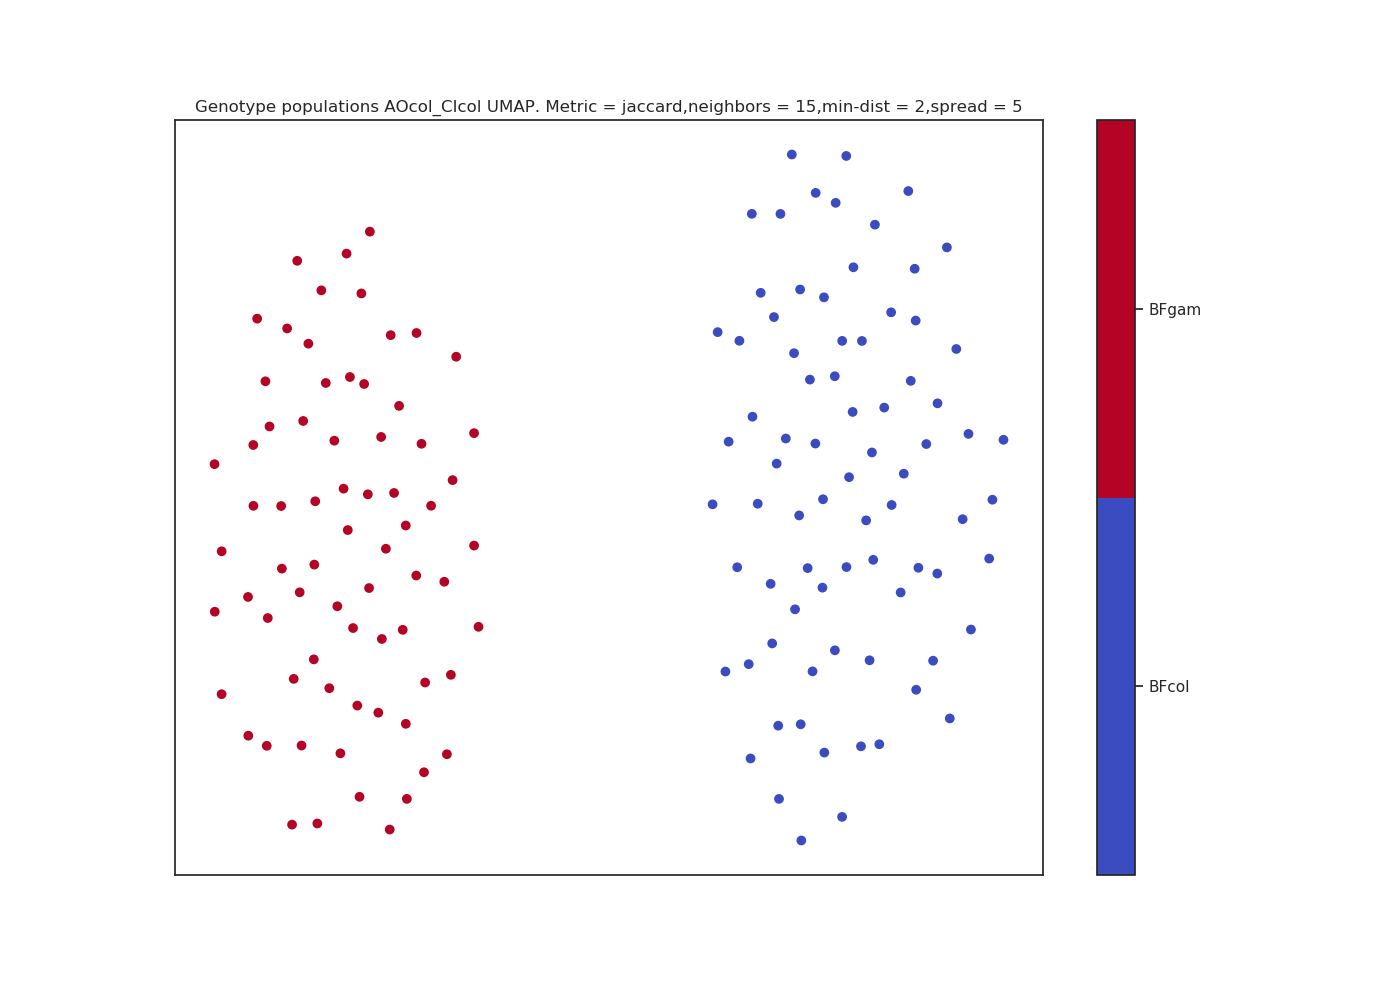 Genotype populations AOcol_CIcol UMAP. Metric = jaccard,neighbors = 15,min-dist = 2,spread = 5
BFgam
BFcol